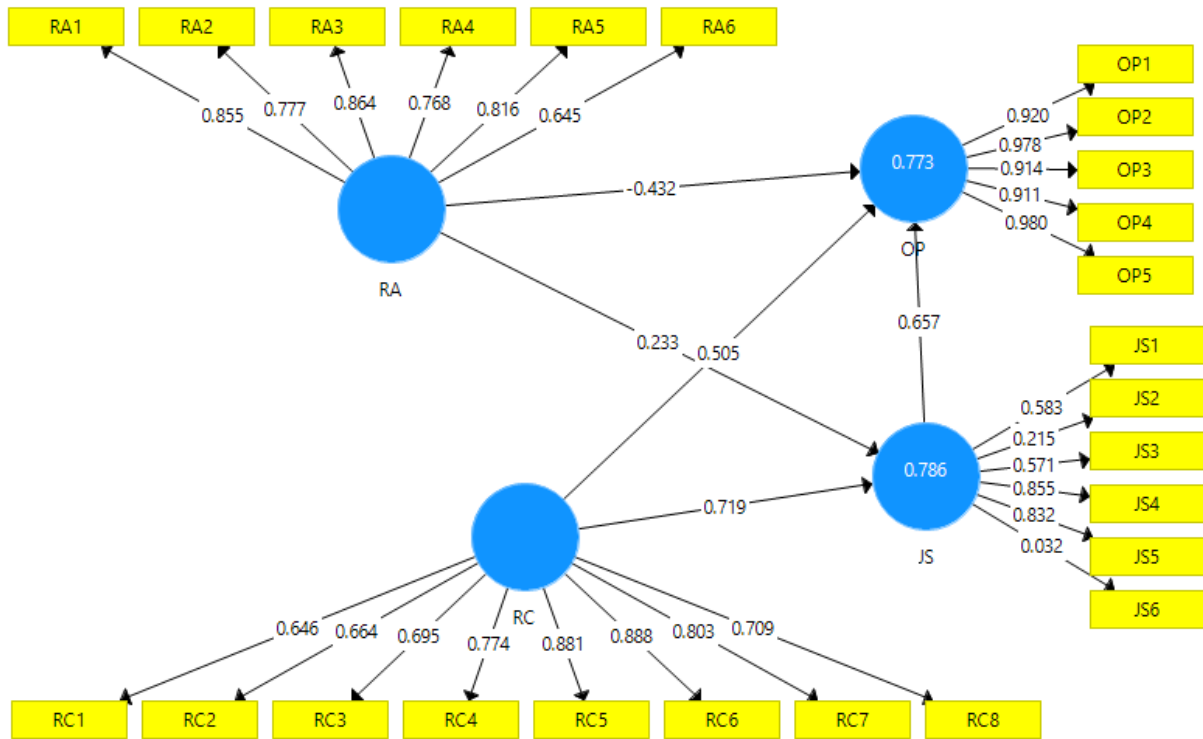 RA1 RA2 RA3 RA4 RA5 RA6
0.855 0.777 0.864 0.768 0.816 0.645
RA
-0.432
0.233
0.505
0.773
OP
0.920
0.978
0.914
0.911
0.980
OP1
OP2
OP3
OP4
OP5
0.657
0.786
JS
0.583
0.215
0.571
0.855
0.832
0.032
JS1
JS2
JS3
JS4
JS5
JS6
0.719
RC
0.646 0.664 0.695 0.774 0.881 0.888 0.803 0.709
RC1 RC2 RC3 RC4 RC5 RC6 RC7 RC8